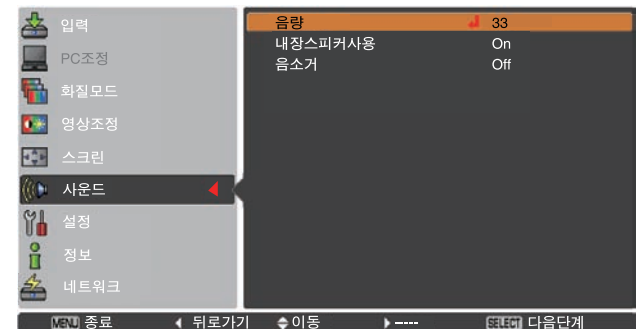 입력
PC조정
화질모드
영상조정
스크린
사운드
설정
정보
네트워크
음량 33
내장스피커사용 On
음소거 Off
MENU 종료 뒤로가기 이동 ---- SELECT 다음단계